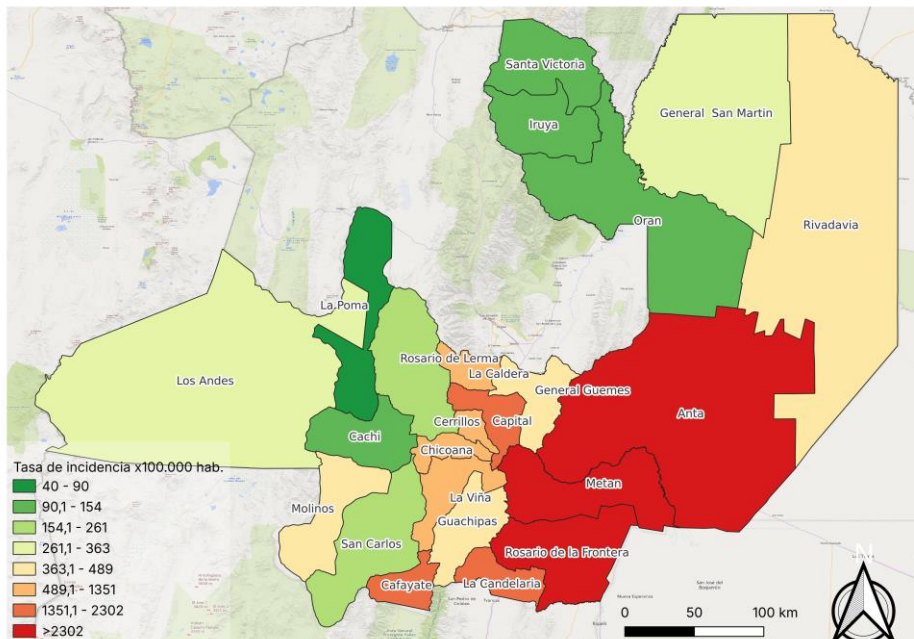 Santa Victoria
General San Martin
Iruya
Oran
Rivadavia
La Poma
Los Andes
Rosario de Lerma
La Caldera
General Guemes
Anta
Cachi
Cerrillos
Capital
Chicoana
Metan
Molinos
La Viña
Guachipas
San Carlos
Rosario de la Frontera
Cafayate
La Candelaria
Tasa de incidencia x100.000 hab.
40 - 90
90,1 - 154
154,1 - 261
261,1 - 363
363,1 - 489
489,1 - 1351
1351,1 - 2302
>2302
N
0 50 100 km